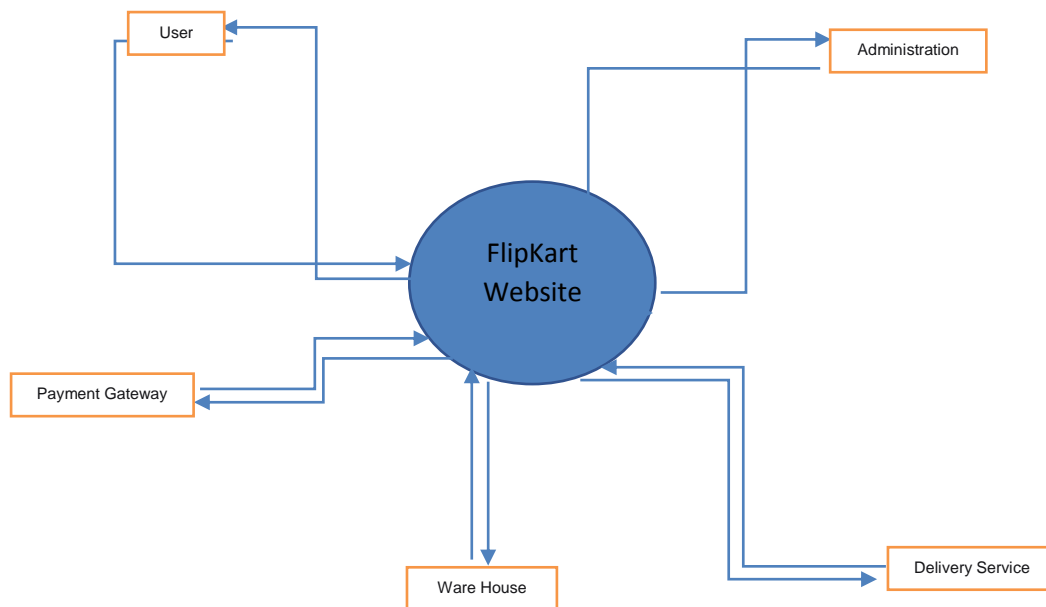 User
Administration
FlipKart
Website
Payment Gateway
Ware House
Delivery Service